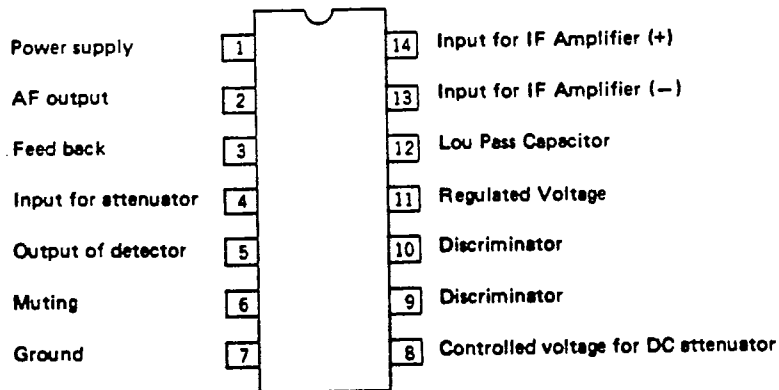 Power supply 1 14 Input for IF Amplifier (+)
AF output 2 13 Input for IF Amplifier (−)
Feed back 3 12 Lou Pass Capacitor
Input for attenuator 4 11 Regulated Voltage
Output of detector 5 10 Discriminator
Muting 6 9 Discriminator
Ground 7 8 Controlled voltage for DC attenuator